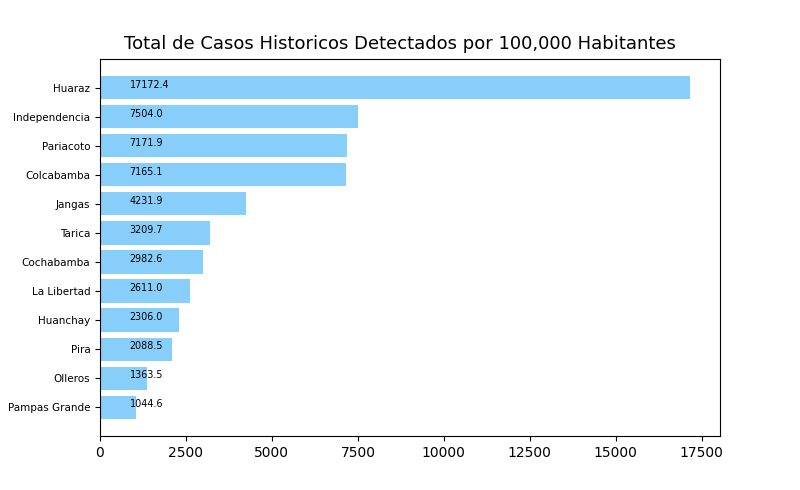 Total de Casos Historicos Detectados por 100,000 Habitantes
Huaraz 17172.4
Independencia 7504.0
Pariacoto 7171.9
Colcabamba 7165.1
Jangas 4231.9
Tarica 3209.7
Cochabamba 2982.6
La Libertad 2611.0
Huanchay 2306.0
Pira 2088.5
Olleros 1363.5
Pampas Grande 1044.6
0 2500 5000 7500 10000 12500 15000 17500